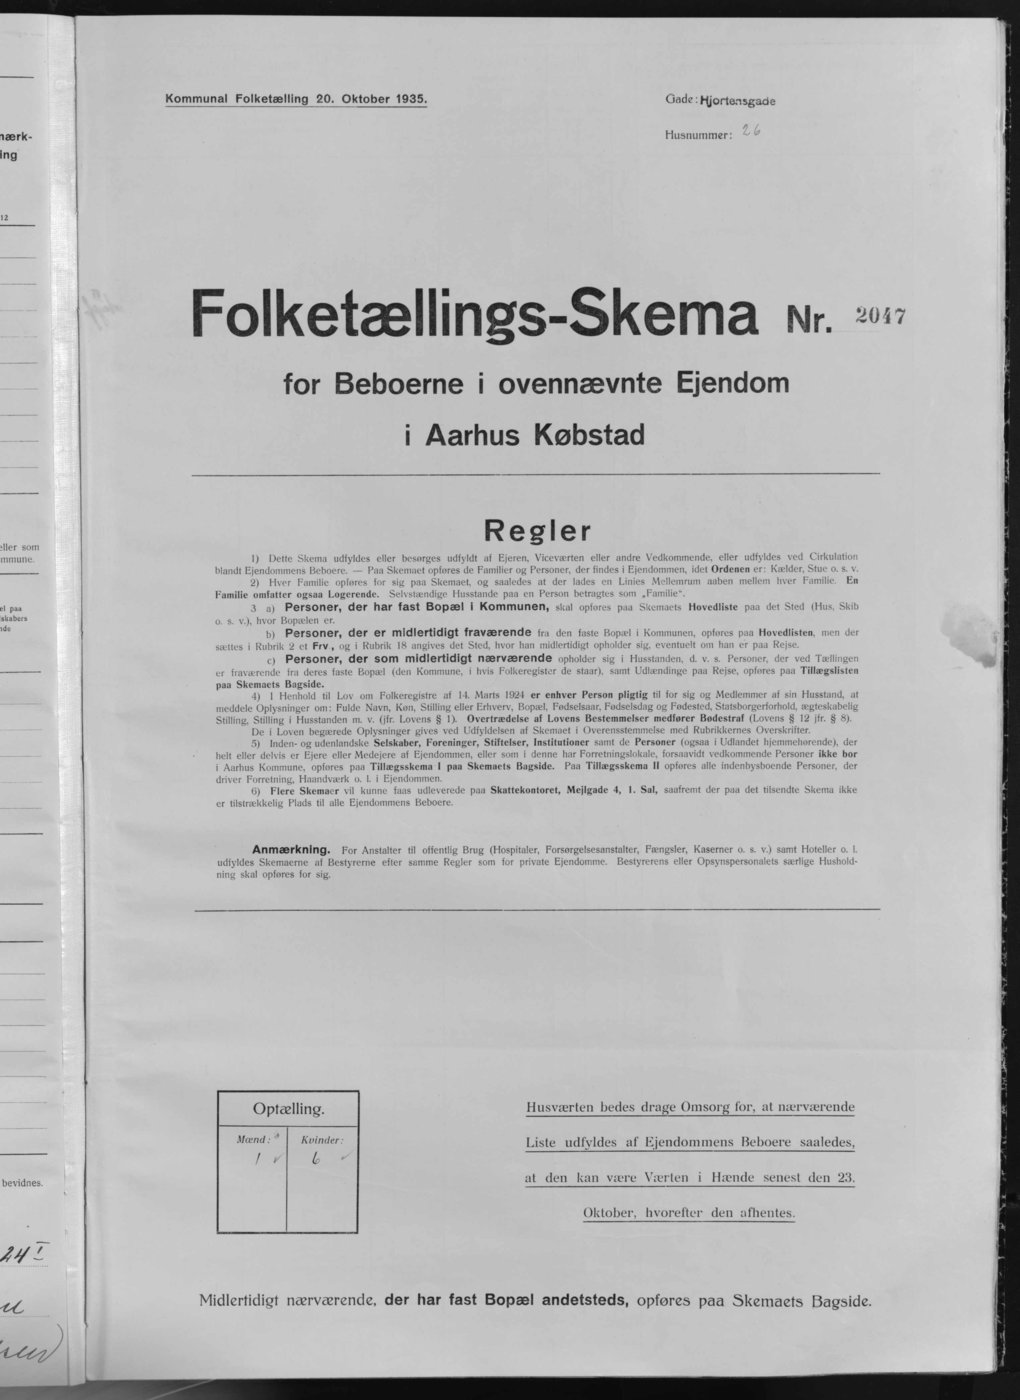 Kommunal Folketælling 20. Oktober 1935.
Gade: Hjortensgade
Husnummer: 26
Folketællings-Skema Nr. 2047
for Beboerne i ovennævnte Ejendom
i Aarhus Købstad
Regler
1) Dette Skema udfyldes eller besørges udfyldt af Ejeren, Viceværten eller andre Vedkommende, eller udfyldes ved Cirkulation
blandt Ejendommens Beboere. — Paa Skemaet opføres de Familier og Personer, der findes i Ejendommen, idet Ordenen er: Kælder, Stue o. s. v.
2) Hver Familie opføres for sig paa Skemaet, og saaledes at der lades en Linies Mellemrum aaben mellem hver Familie. En
Familie omfatter ogsaa Logerende. Selvstændige Husstande paa en Person betragtes som „Familie“.
3 a) Personer, der har fast Bopæl i Kommunen, skal opføres paa Skemaets Hovedliste paa det Sted (Hus, Skib
o. s. v.), hvor Bopælen er.
b) Personer, der er midlertidigt fraværende fra den faste Bopæl i Kommunen, opføres paa Hovedlisten, men der
sættes i Rubrik 2 et Frv., og i Rubrik 18 angives det Sted, hvor han midlertidigt opholder sig, eventuelt om han er paa Rejse.
c) Personer, der som midlertidigt nærværende opholder sig i Husstanden, d. v. s. Personer, der ved Tællingen
er fraværende fra deres faste Bopæl (den Kommune, i hvis Folkeregister de staar), samt Udlændinge paa Rejse, opføres paa Tillægslisten
paa Skemaets Bagside.
4) I Henhold til Lov om Folkeregistre af 14. Marts 1924 er enhver Person pligtig til for sig og Medlemmer af sin Husstand, at
meddele Oplysninger om: Fulde Navn, Køn, Stilling eller Erhverv, Bopæl, Fødselsaar, Fødselsdag og Fødested, Statsborgerforhold, ægteskabelig
Stilling, Stilling i Husstanden m. v. (jfr. Lovens § 1). Overtrædelse af Lovens Bestemmelser medfører Bødestraf (Lovens § 12 jfr. § 8).
De i Loven begærede Oplysninger gives ved Udfyldelsen af Skemaet i Overensstemmelse med Rubrikkernes Overskrifter.
5) Inden- og udenlandske Selskaber, Foreninger, Stiftelser, Institutioner samt de Personer (ogsaa i Udlandet hjemmehørende), der
helt eller delvis er Ejere eller Medejere af Ejendommen, eller som i denne har Forretningslokale, forsaavidt vedkommende Personer ikke bor
i Aarhus Kommune, opføres paa Tillægsskema I paa Skemaets Bagside. Paa Tillægsskema II opføres alle indenbysboende Personer, der
driver Forretning, Haandværk o. l. i Ejendommen.
6) Flere Skemaer vil kunne faas udleverede paa Skattekontoret, Mejlgade 4, 1. Sal, saafremt der paa det tilsendte Skema ikke
er tilstrækkelig Plads til alle Ejendommens Beboere.
Anmærkning. For Anstalter til offentlig Brug (Hospitaler, Forsørgelsesanstalter, Fængsler, Kaserner o. s. v.) samt Hoteller o. l.
udfyldes Skemaerne af Bestyrerne efter samme Regler som for private Ejendomme. Bestyrerens eller Opsynspersonalets særlige Hushold-
ning skal opføres for sig.
Optælling.
Mænd: Kvinder:
1 6
Husværten bedes drage Omsorg for, at nærværende
Liste udfyldes af Ejendommens Beboere saaledes,
at den kan være Værten i Hænde senest den 23.
Oktober, hvorefter den afhentes.
Midlertidigt nærværende, der har fast Bopæl andetsteds, opføres paa Skemaets Bagside.
ing
12
eller som
mmune.
el paa
nde
bevidnes.
24 I